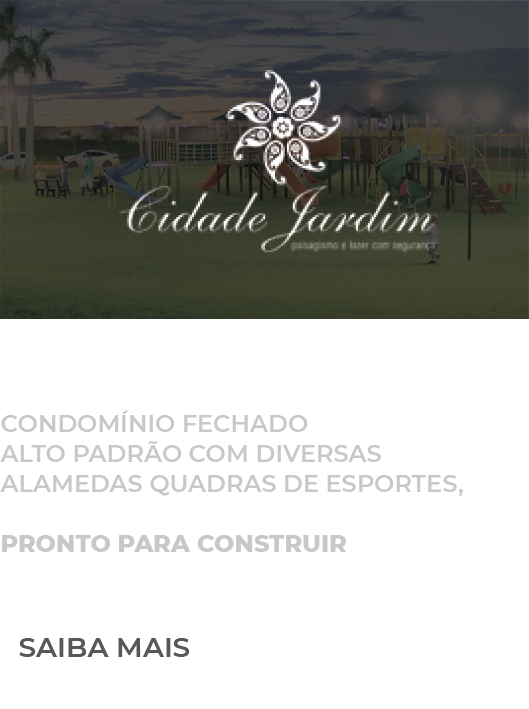 Cidade Jardim
paisagismo e lazer com segurança
CONDOMÍNIO FECHADO
ALTO PADRÃO COM DIVERSAS
ALAMEDAS QUADRAS DE ESPORTES,
PRONTO PARA CONSTRUIR
SAIBA MAIS